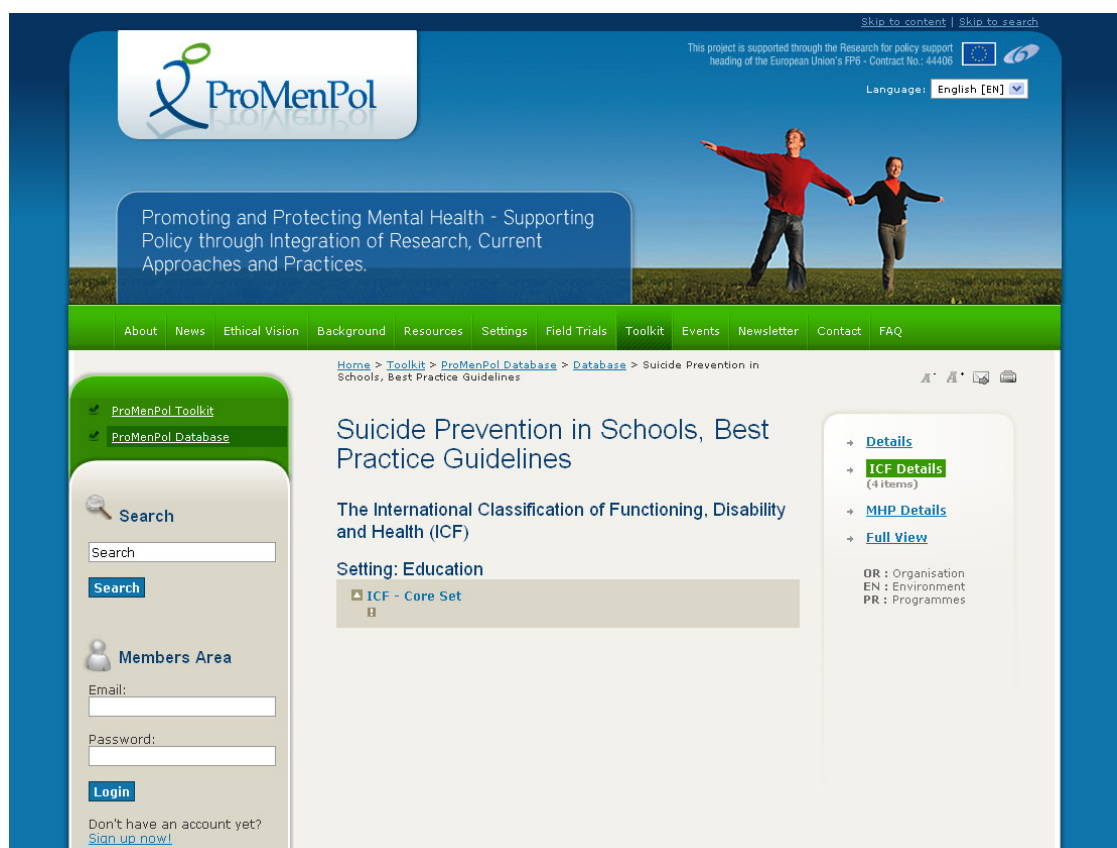 Skip to content | Skip to search
This project is supported through the Research for policy support
heading of the European Union's FP6 - Contract No.: 44406
Language: English [EN]
ProMenPol
Promoting and Protecting Mental Health - Supporting
Policy through Integration of Research, Current
Approaches and Practices.
About News Ethical Vision Background Resources Settings Field Trials Toolkit Events Newsletter Contact FAQ
Home > Toolkit > ProMenPol Database > Database > Suicide Prevention in
Schools, Best Practice Guidelines
A- A+
ProMenPol Toolkit
ProMenPol Database
Search
Search
Search
Members Area
Email:
Password:
Login
Don't have an account yet?
Sign up now!
Suicide Prevention in Schools, Best
Practice Guidelines
The International Classification of Functioning, Disability
and Health (ICF)
Setting: Education
ICF - Core Set
!
Details
ICF Details
(4 items)
MHP Details
Full View
OR : Organisation
EN : Environment
PR : Programmes